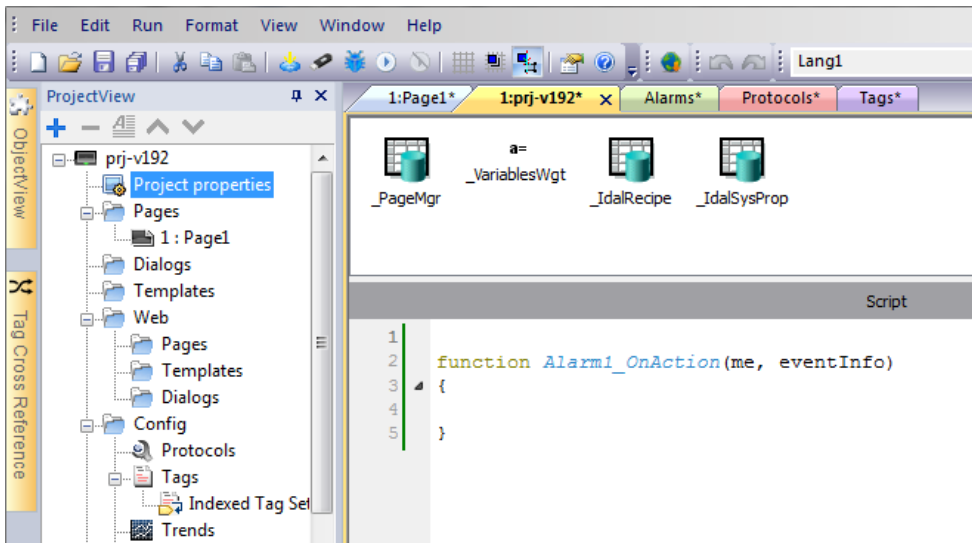 File Edit Run Format View Window Help
Lang1
ObjectView
Tag Cross Reference
ProjectView
prj-v192
Project properties
Pages
1 : Page1
Dialogs
Templates
Web
Pages
Templates
Dialogs
Config
Protocols
Tags
Indexed Tag Set
Trends
1:Page1* 1:prj-v192* Alarms* Protocols* Tags*
a=
_PageMgr _VariablesWgt _IdalRecipe _IdalSysProp
Script
1
2 function Alarm1_OnAction(me, eventInfo)
3 {
4
5 }